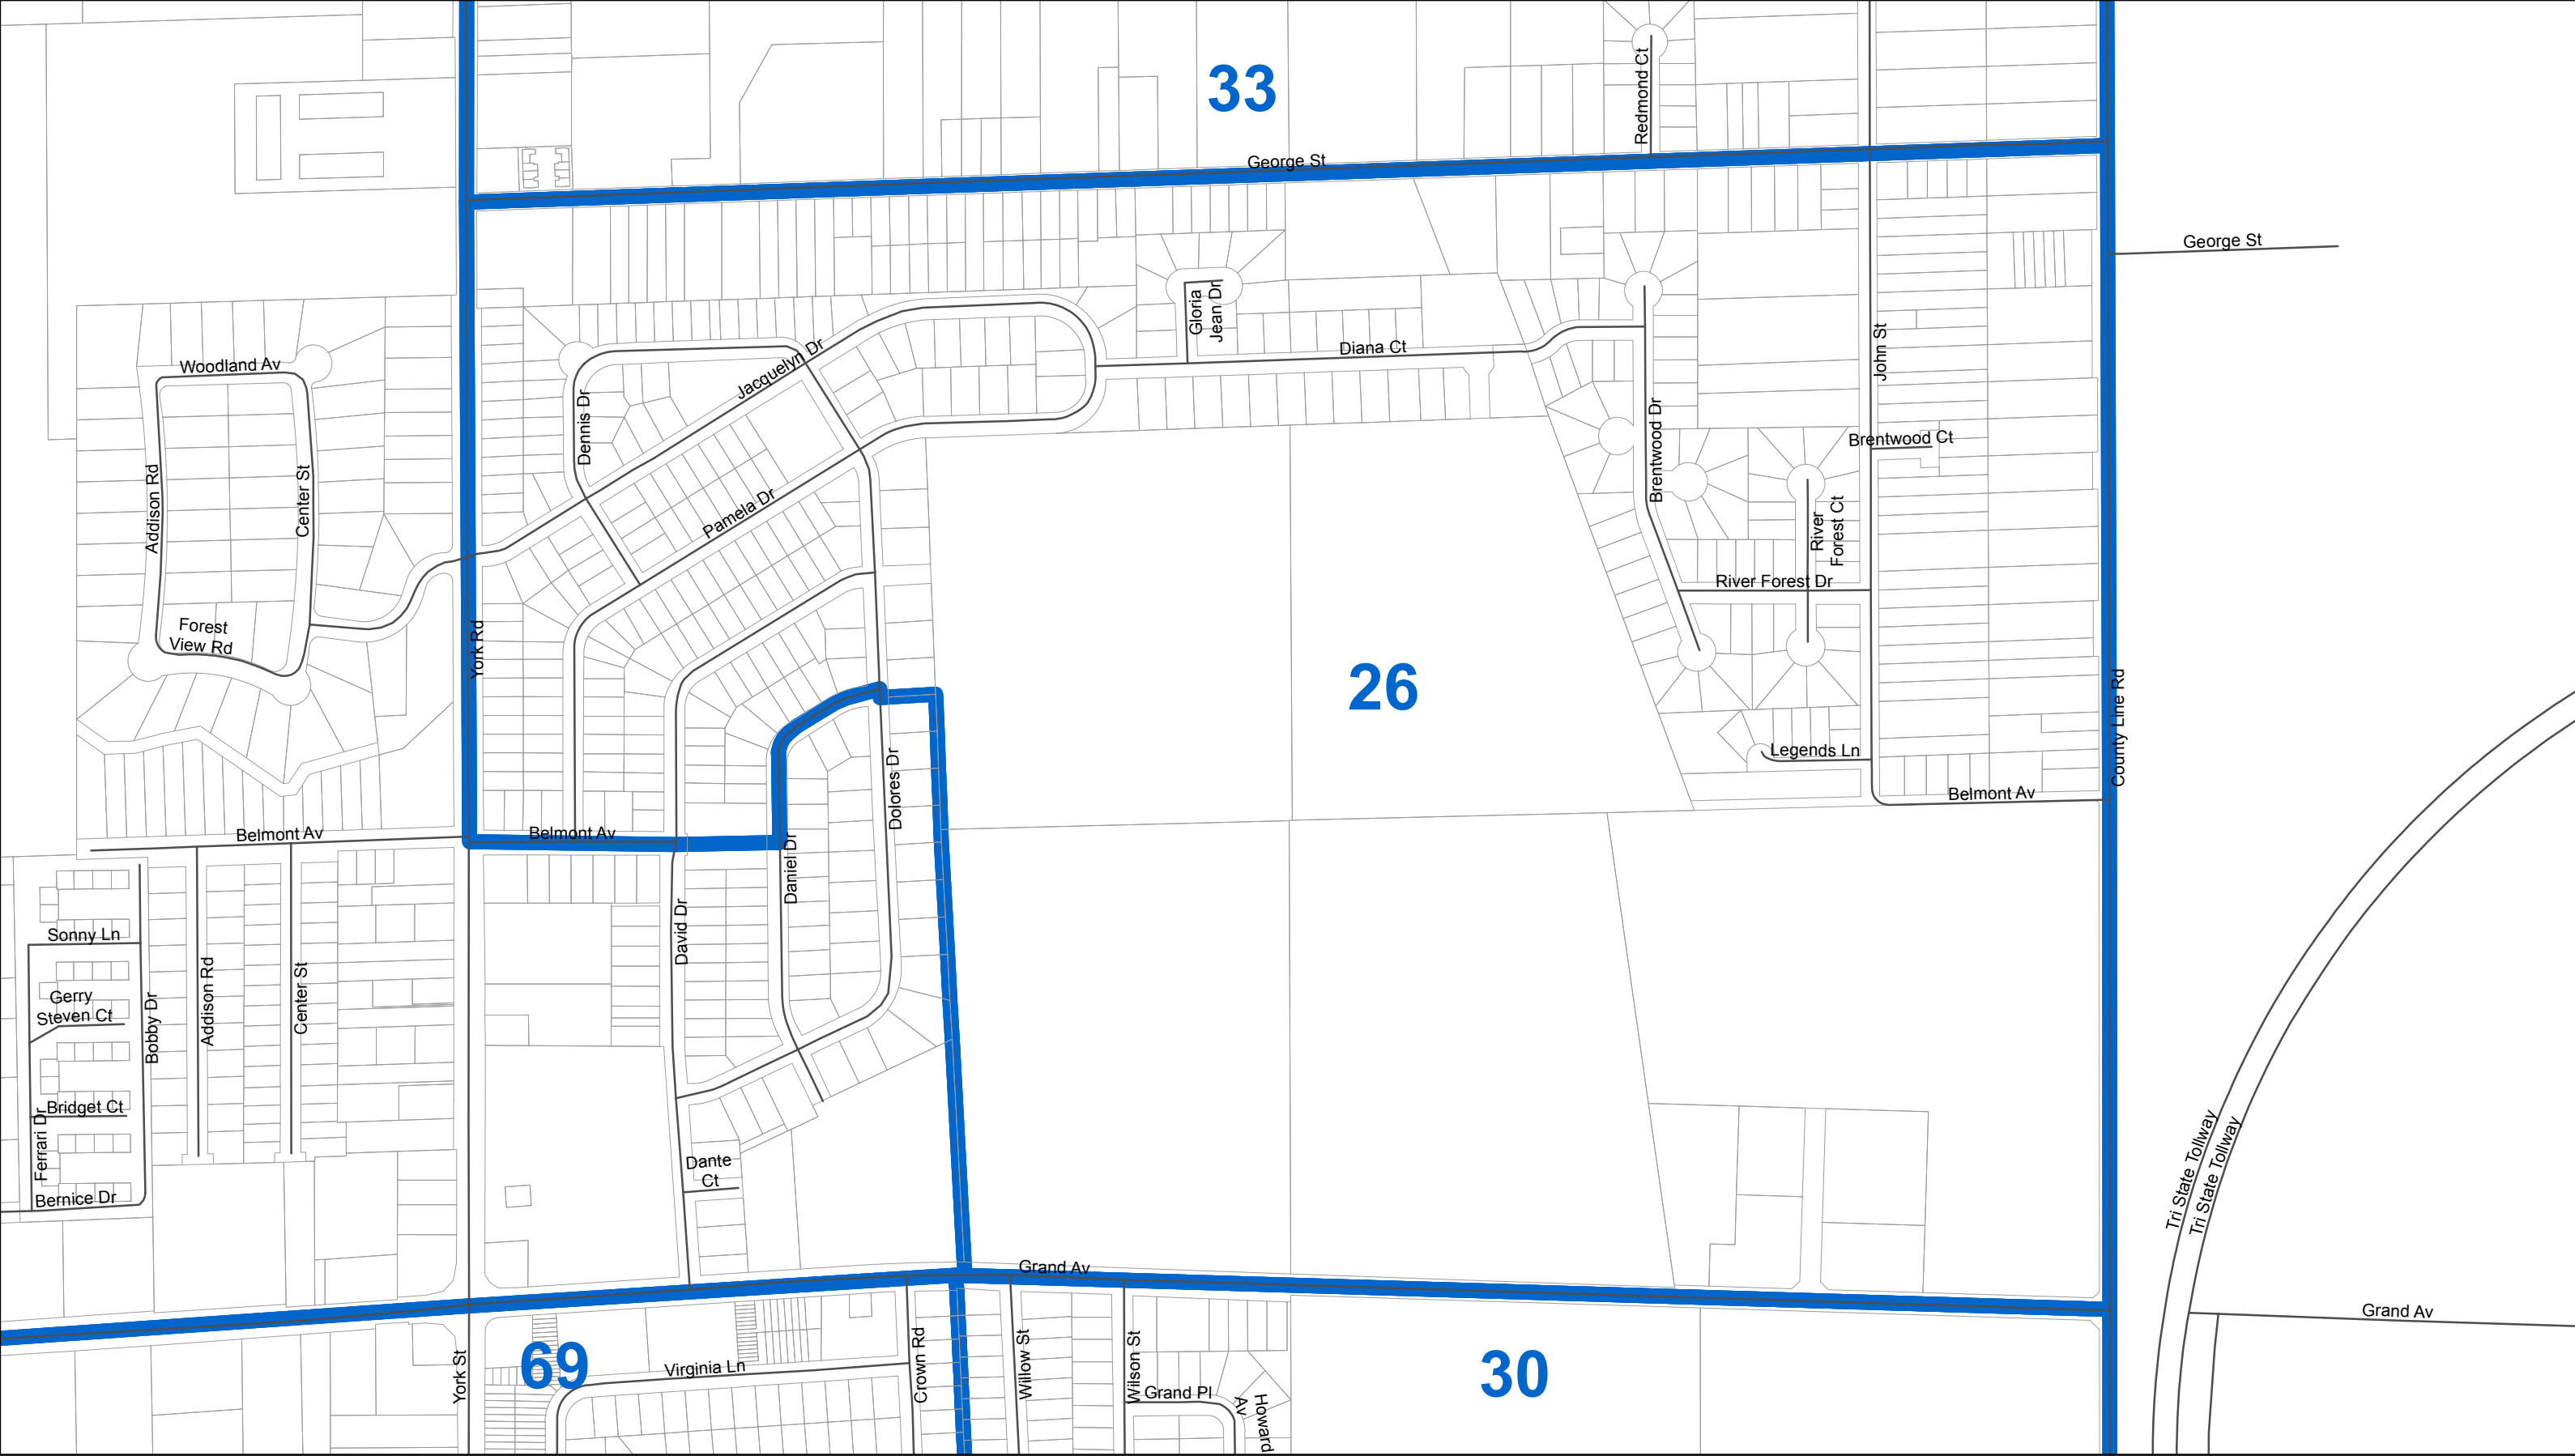 33
Redmond Ct
George St
George St
Gloria
Jean Dr
Diana Ct
John St
Jacquelyn Dr
Woodland Av
Dennis Dr
Brentwood Dr
Brentwood Ct
Addison Rd
Center St
Pamela Dr
River
Forest Ct
River Forest Dr
Forest
View Rd
York Rd
26
County Line Rd
Legends Ln
Dolores Dr
Belmont Av
Belmont Av
Belmont Av
Daniel Dr
David Dr
Sonny Ln
Gerry
Steven Ct
Bobby Dr
Addison Rd
Center St
Bridget Ct
Ferrari Dr
Bernice Dr
Dante
Ct
Tri State Tollway
Tri State Tollway
Grand Av
Grand Av
69
York St
Virginia Ln
Crown Rd
Willow St
Wilson St
Grand Pl
Howard
Av
30